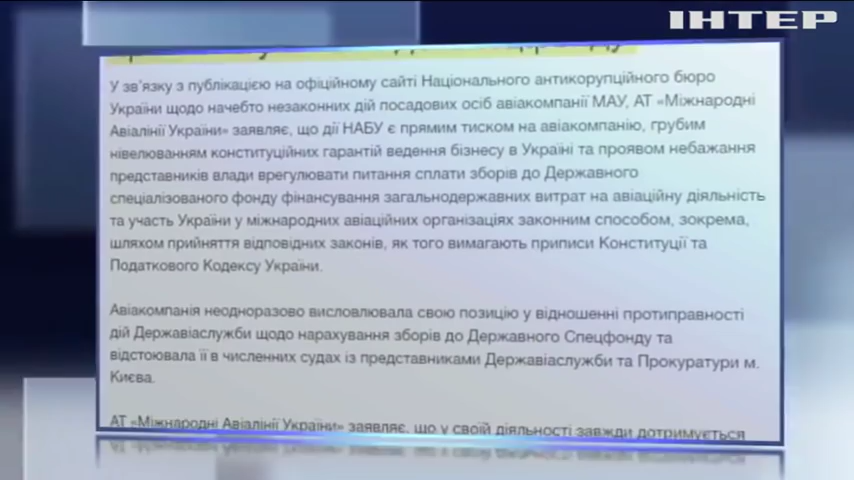 ІНТЕР
У зв'язку з публікацією на офіційному сайті Національного антикорупційного бюро
України щодо начебто незаконних дій посадових осіб авіакомпанії МАУ, АТ «Міжнародні
Авіалінії України» заявляє, що дії НАБУ є прямим тиском на авіакомпанію, грубим
нівелюванням конституційних гарантій ведення бізнесу в Україні та проявом небажання
представників влади врегулювати питання сплати зборів до Державного
спеціалізованого фонду фінансування загальнодержавних витрат на авіаційну діяльність
та участь України у міжнародних авіаційних організаціях законним способом, зокрема,
шляхом прийняття відповідних законів, як того вимагають приписи Конституції та
Податкового Кодексу України.
Авіакомпанія неодноразово висловлювала свою позицію у відношенні протиправності
дій Державіаслужби щодо нарахування зборів до Державного Спецфонду та
відстоювала її в численних судах із представниками Державіаслужби та Прокуратури м.
Києва.
АТ «Міжнародні Авіалінії України» заявляє, що у своїй діяльності завжди дотримується